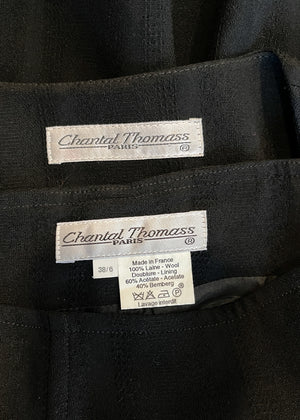 Chantal Thomass
PARIS ®
Chantal Thomass
PARIS ®
38/6
Made in France
100% Laine - Wool
Doublure - Lining
60% Acétate - Acetate
40% Bemberg
P
Lavage interdit